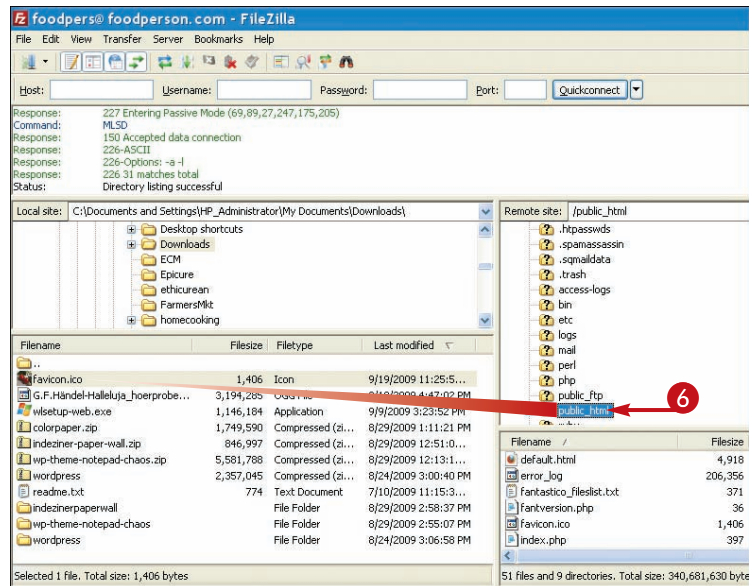 foodpers@ foodperson.com - FileZilla
File Edit View Transfer Server Bookmarks Help
Host: Username: Password: Port: Quickconnect
Response: 227 Entering Passive Mode (69,89,27,247,175,205)
Command: MLSD
Response: 150 Accepted data connection
Response: 226-ASCII
Response: 226-Options: -a -l
Response: 226 31 matches total
Status: Directory listing successful
Local site: C:\Documents and Settings\HP_Administrator\My Documents\Downloads\
Desktop shortcuts
Downloads
ECM
Epicure
ethicurean
FarmersMkt
homecooking
Remote site: /public_html
.htpasswds
.spamassassin
.sqmaildata
.trash
access-logs
bin
etc
logs
mail
perl
php
public_ftp
public_html
6
Filename Filesize Filetype Last modified
..
favicon.ico 1,406 Icon 9/19/2009 11:25:5...
G.F.Händel-Halleluja_hoerprobe... 3,194,285 4:47:02 PM
wlsetup-web.exe 1,146,184 Application 9/9/2009 3:23:52 PM
colorpaper.zip 1,749,590 Compressed (zi... 8/29/2009 1:11:21 PM
indeziner-paper-wall.zip 846,997 Compressed (zi... 8/29/2009 12:51:0...
wp-theme-notepad-chaos.zip 5,581,788 Compressed (zi... 8/29/2009 12:13:1...
wordpress 2,357,045 Compressed (zi... 8/24/2009 3:00:40 PM
readme.txt 774 Text Document 7/10/2009 11:15:3...
indezinerpaperwall File Folder 8/29/2009 2:58:37 PM
wp-theme-notepad-chaos File Folder 8/29/2009 2:55:07 PM
wordpress File Folder 8/24/2009 3:06:58 PM
Selected 1 file. Total size: 1,406 bytes
Filename / Filesize
default.html 4,918
error_log 206,356
fantastico_fileslist.txt 371
fantversion.php 36
favicon.ico 1,406
index.php 397
51 files and 9 directories. Total size: 340,681,630 byte